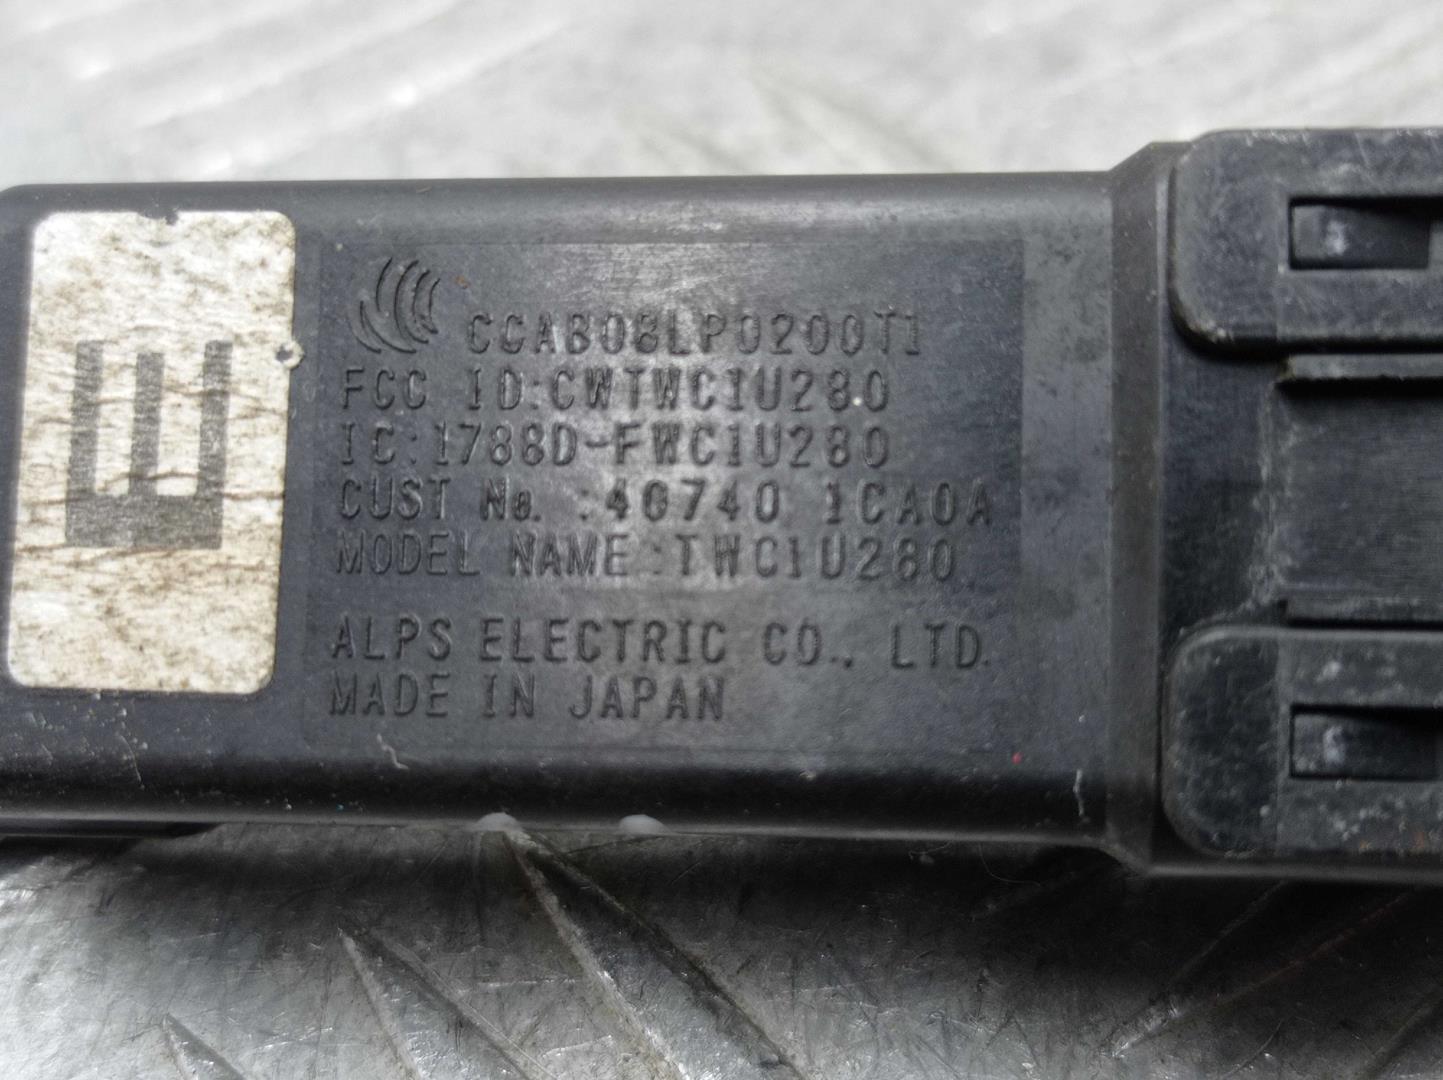 CCAB08LP0200T1
FCC ID:CWTWC1U280
IC:1788D-FWC1U280
CUST No. :40740 1CA0A
MODEL NAME:TWC1U280
ALPS ELECTRIC CO., LTD.
MADE IN JAPAN
E